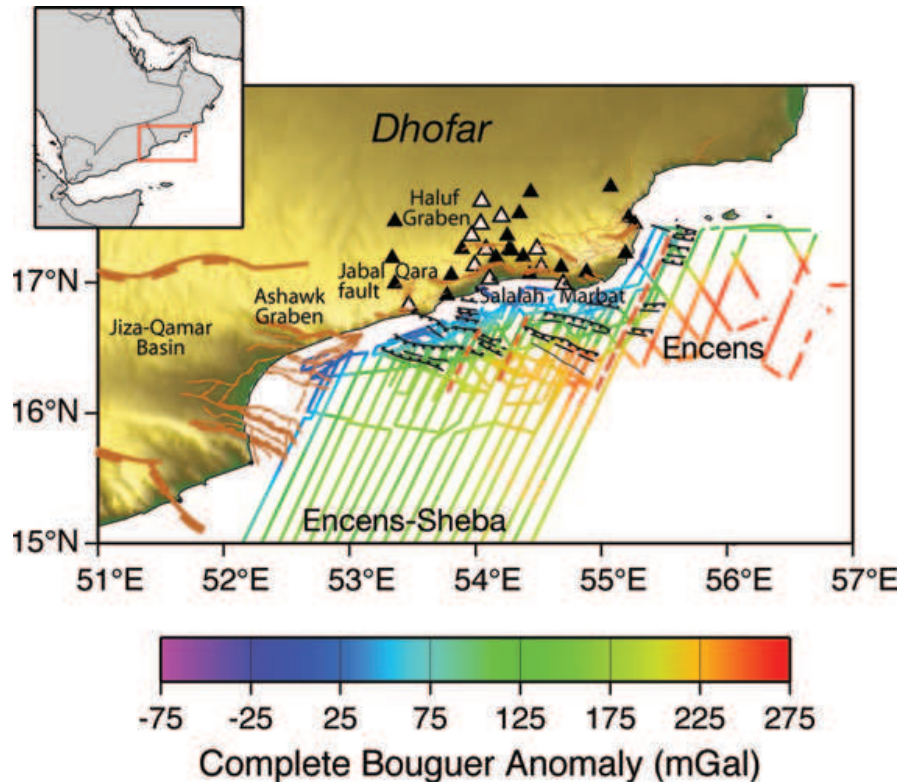 Dhofar
Haluf
Graben
17°N
Jabal Qara
fault
Ashawk
Graben
Salalah
Marbat
Jiza-Qamar
Basin
Encens
16°N
Encens-Sheba
15°N
51°E 52°E 53°E 54°E 55°E 56°E 57°E
-75 -25 25 75 125 175 225 275
Complete Bouguer Anomaly (mGal)